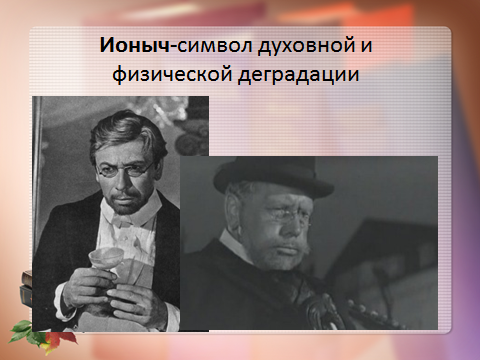 Ионыч-символ духовной и
физической деградации